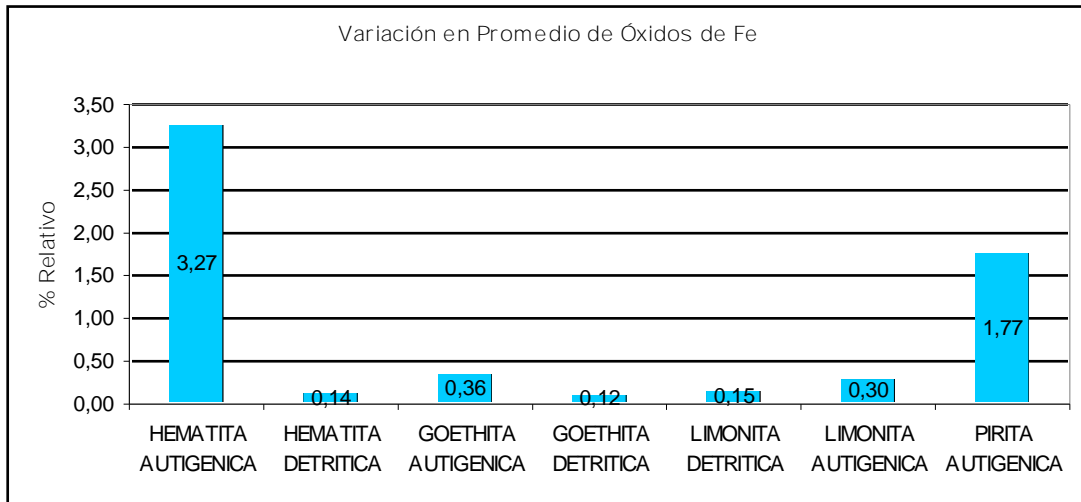 Variación en Promedio de Óxidos de Fe
% Relativo
3,50
3,00
2,50
2,00
1,50
1,00
0,50
0,00
3,27
0,14
0,36
0,12
0,15
0,30
1,77
HEMATITA AUTIGENICA
HEMATITA DETRITICA
GOETHITA AUTIGENICA
GOETHITA DETRITICA
LIMONITA DETRITICA
LIMONITA AUTIGENICA
PIRITA AUTIGENICA